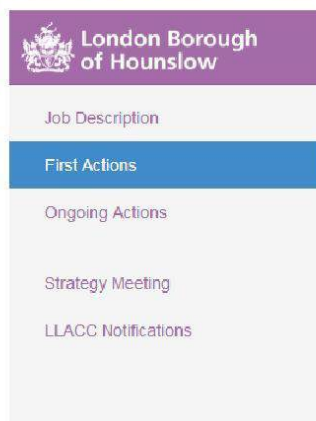 London Borough
of Hounslow
Job Description
First Actions
Ongoing Actions
Strategy Meeting
LLACC Notifications